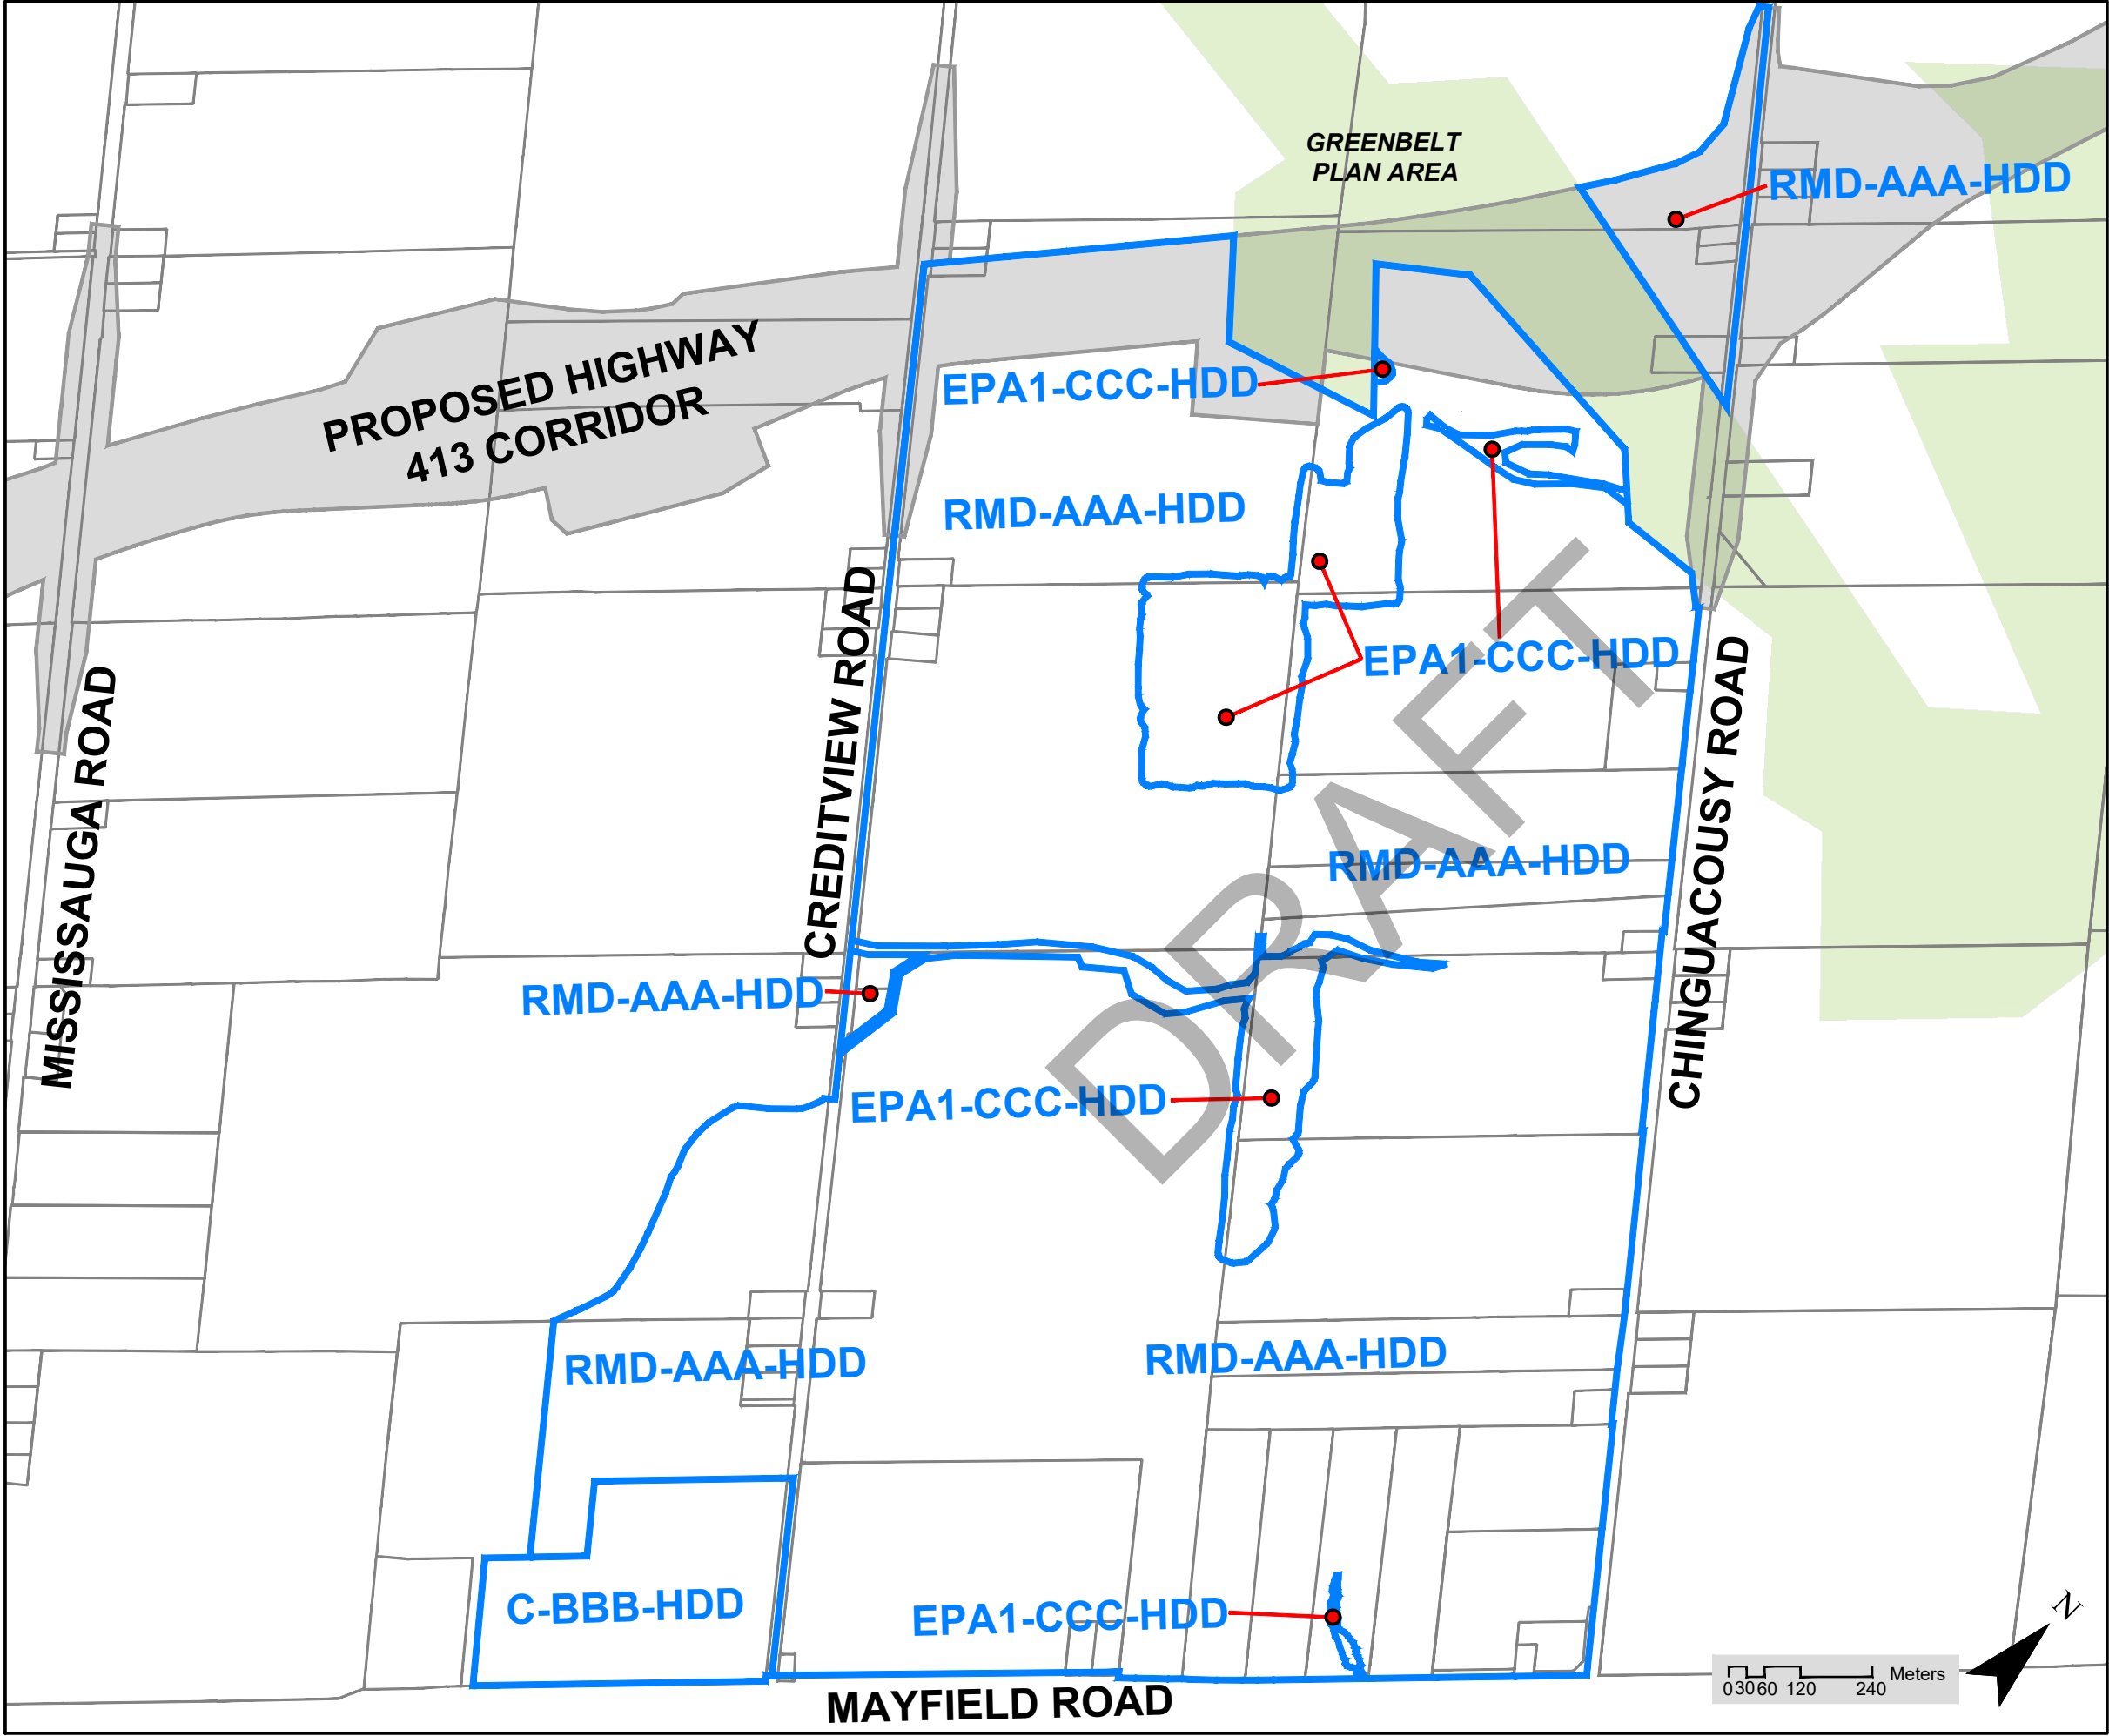 GREENBELT
PLAN AREA
RMD-AAA-HDD
PROPOSED HIGHWAY
413 CORRIDOR
EPA1-CCC-HDD
RMD-AAA-HDD
EPA1-CCC-HDD
MISSISSAUGA ROAD
CREDITVIEW ROAD
CHINGUACOUSY ROAD
DRAFT
RMD-AAA-HDD
RMD-AAA-HDD
EPA1-CCC-HDD
RMD-AAA-HDD
RMD-AAA-HDD
C-BBB-HDD
EPA1-CCC-HDD
MAYFIELD ROAD
N
Meters
0 30 60 120 240